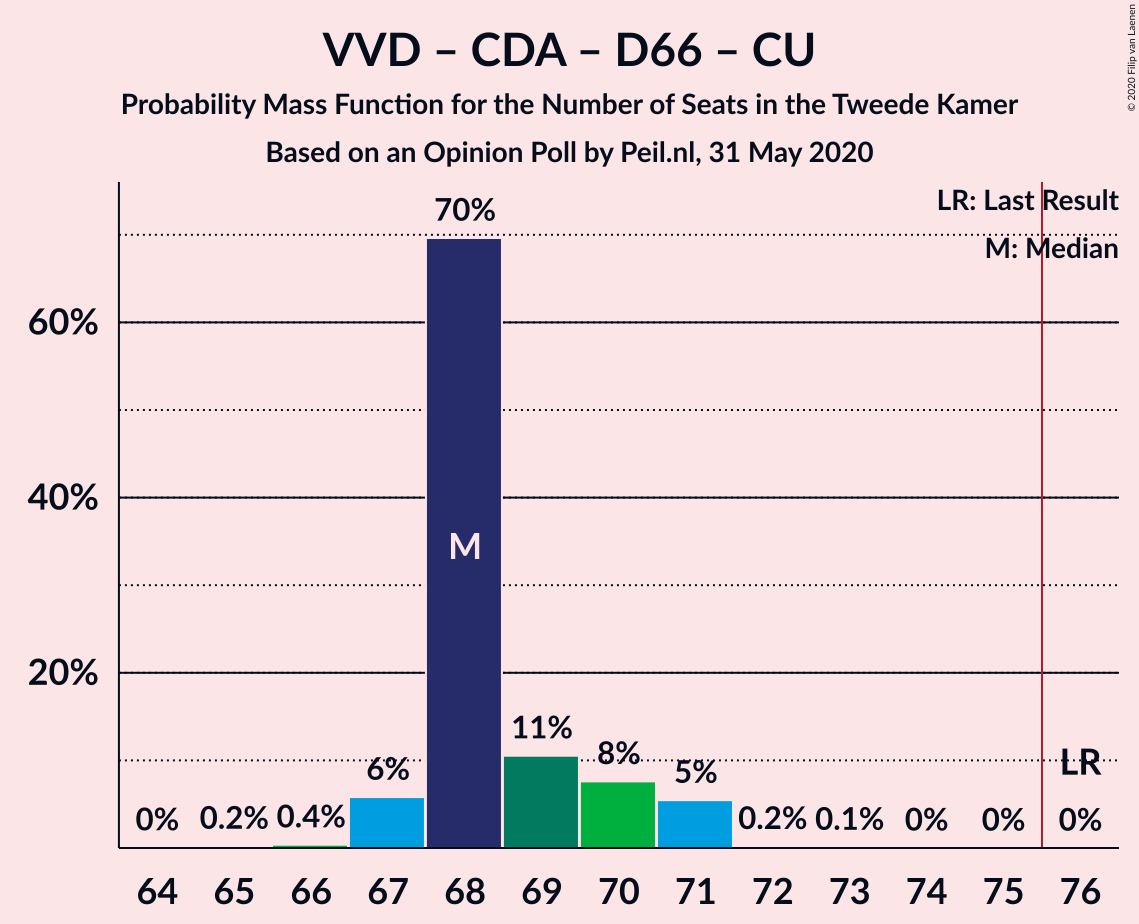 VVD – CDA – D66 – CU
Probability Mass Function for the Number of Seats in the Tweede Kamer
Based on an Opinion Poll by Peil.nl, 31 May 2020
© 2020 Filip van Laenen
LR: Last Result
M: Median
70%
60%
40%
20%
M
0%
0.2%
0.4%
6%
11%
8%
5%
0.2%
0.1%
0%
0%
LR
0%
64 65 66 67 68 69 70 71 72 73 74 75 76